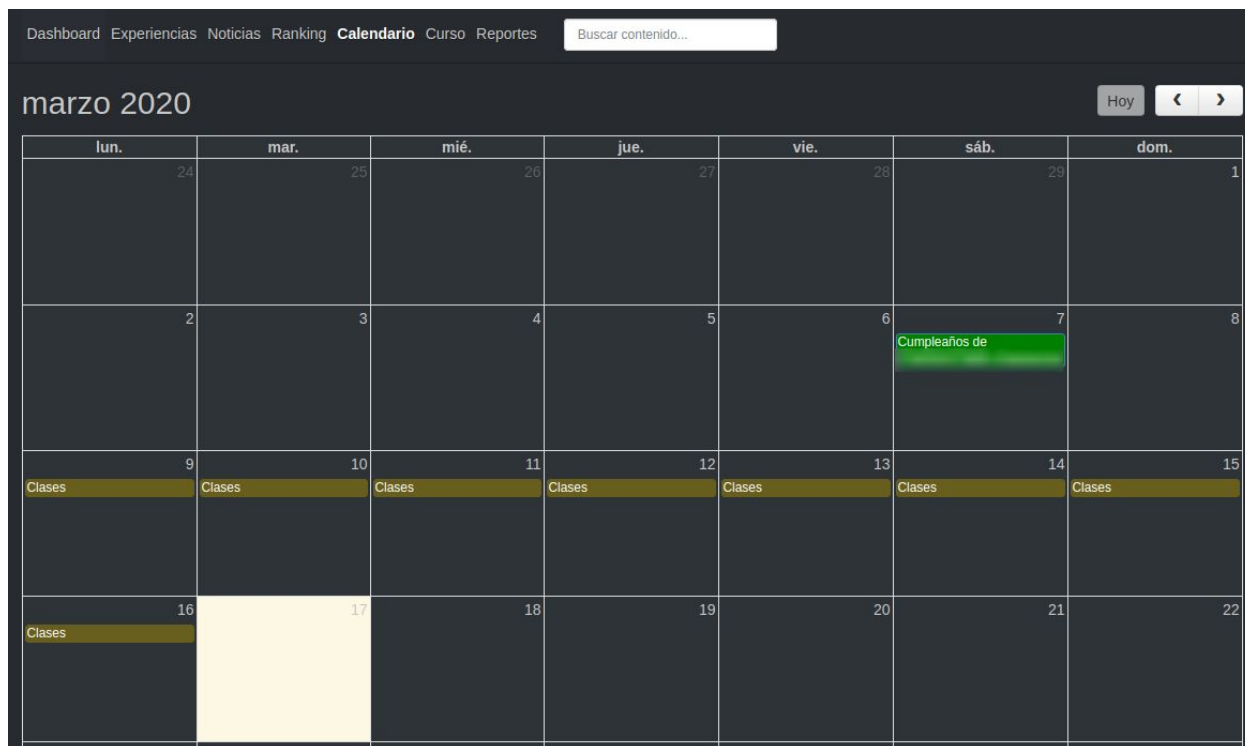 Dashboard Experiencias Noticias Ranking Calendario Curso Reportes Buscar contenido...
marzo 2020 Hoy
lun. mar. mié. jue. vie. sáb. dom.
24 25 26 27 28 29 1
2 3 4 5 6 7 8
Cumpleaños de
9 10 11 12 13 14 15
Clases Clases Clases Clases Clases Clases Clases
16 17 18 19 20 21 22
Clases